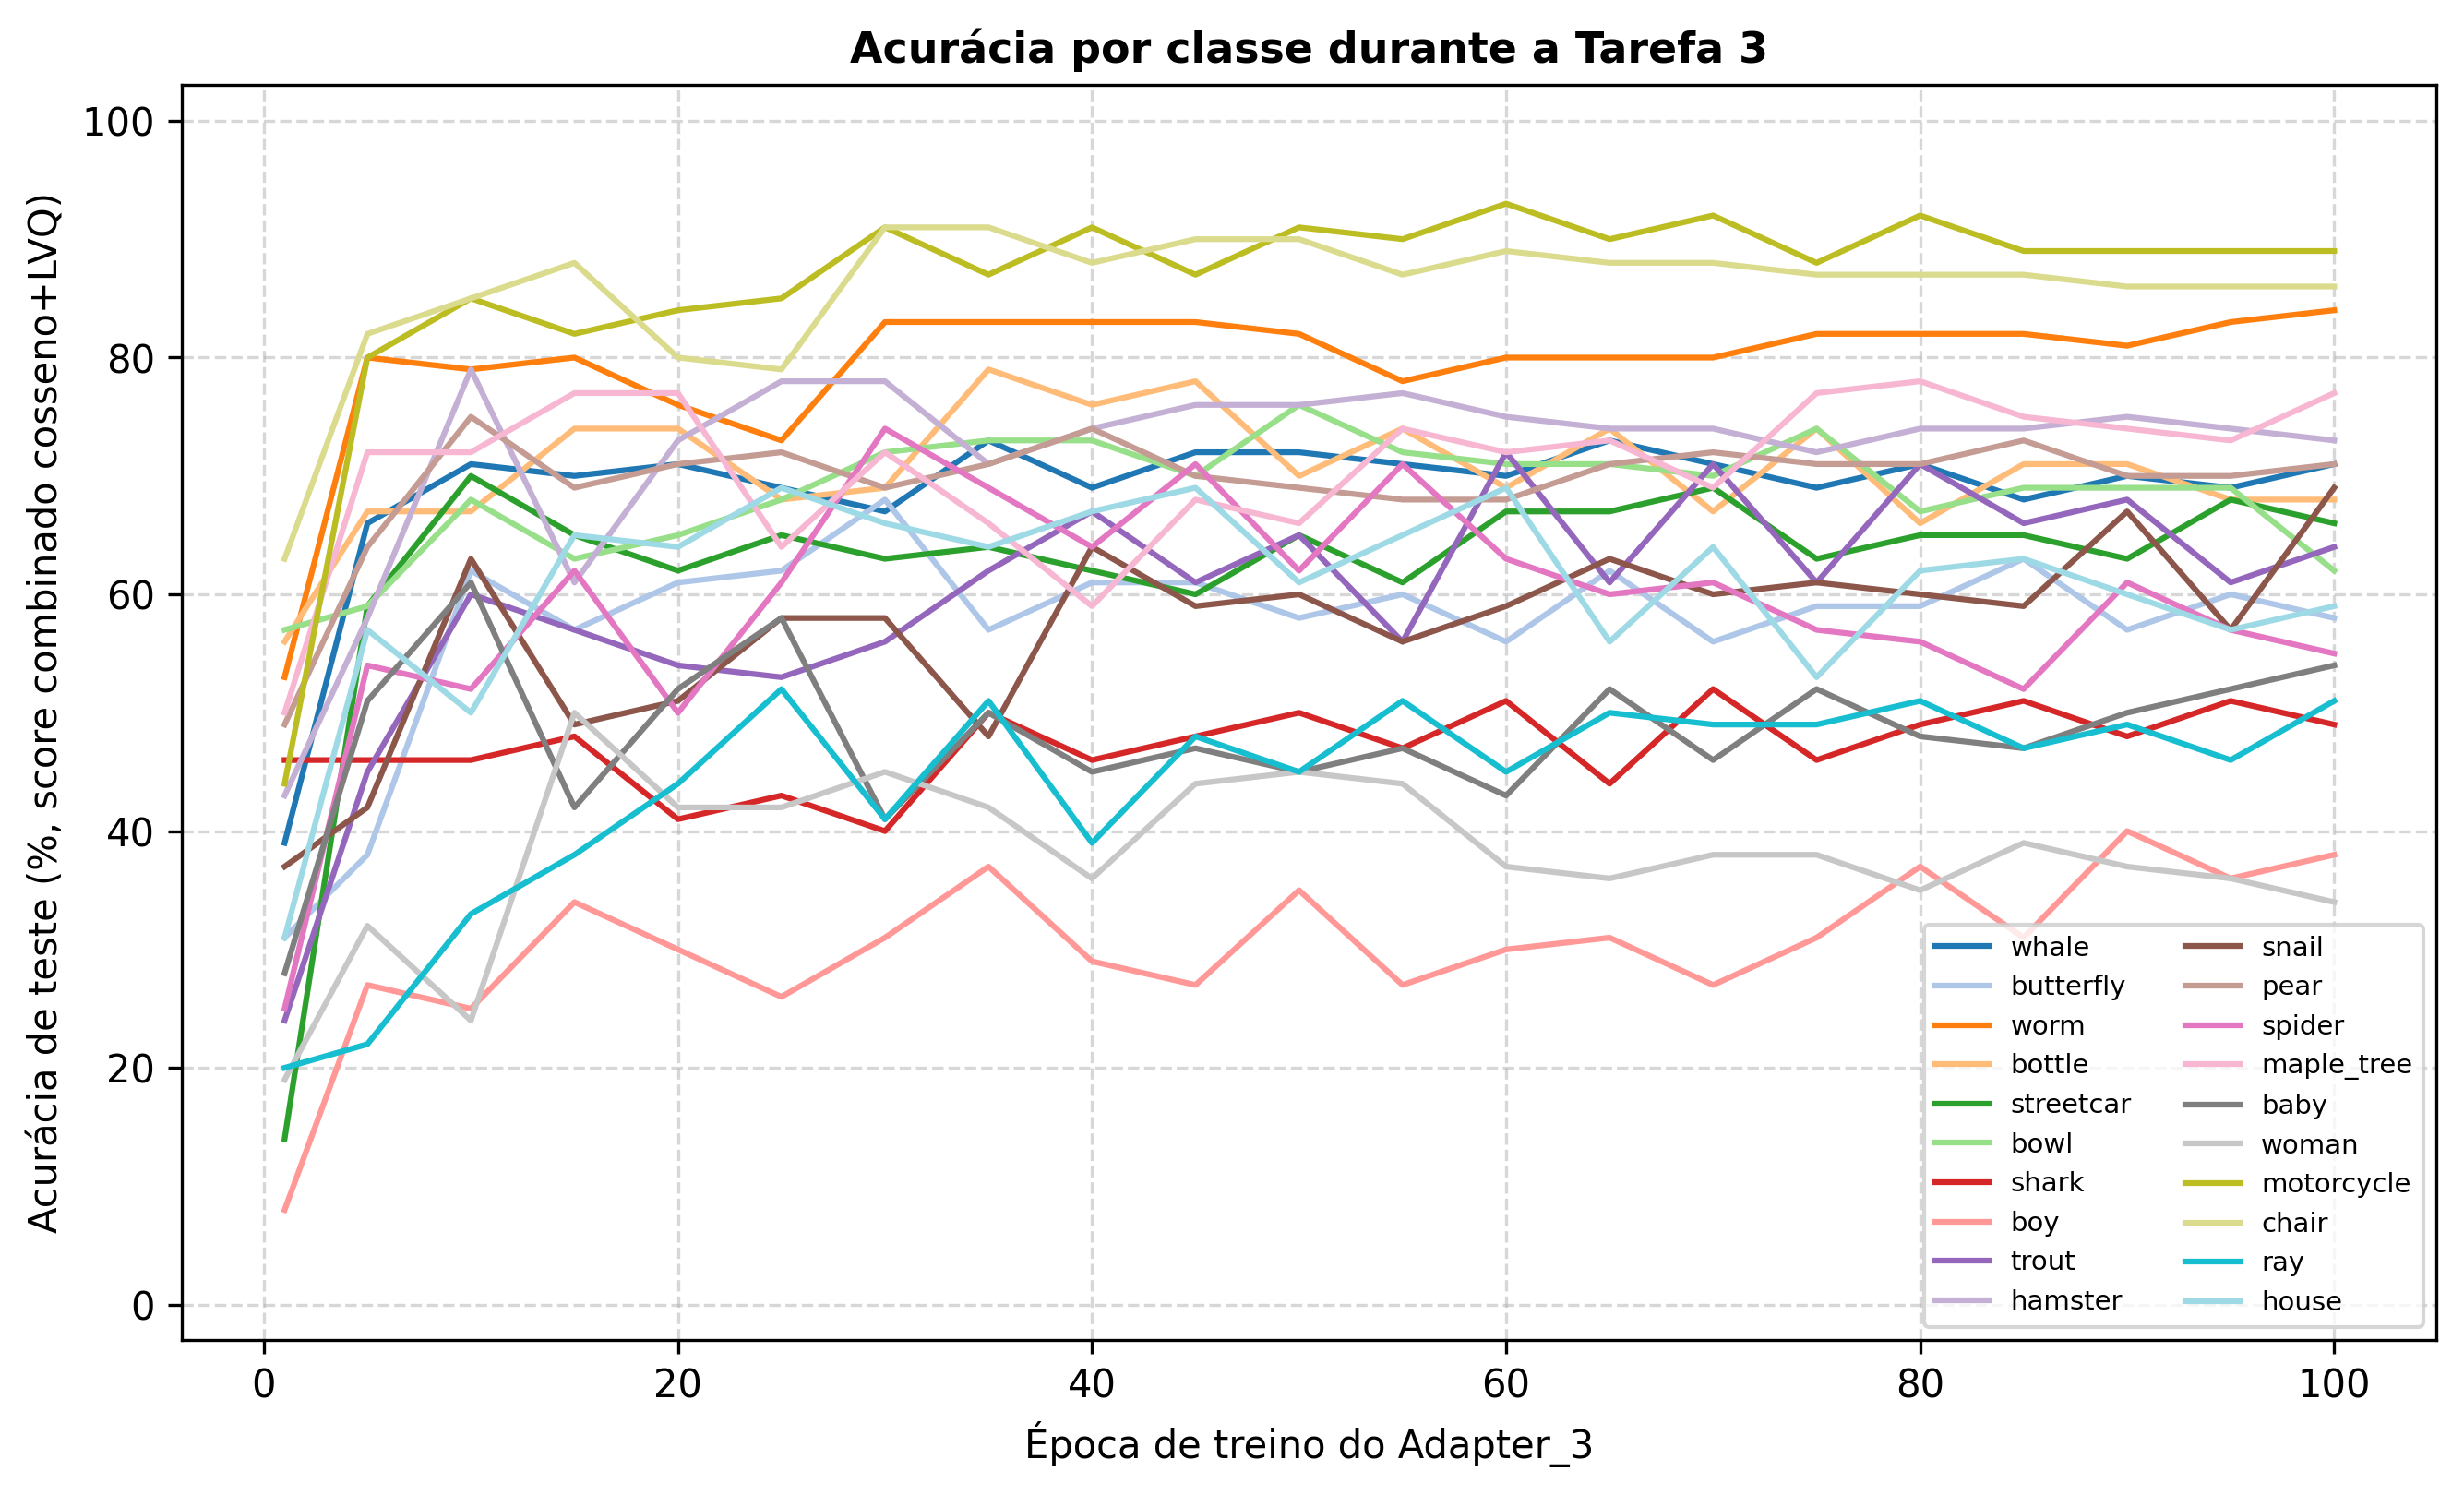 Acurácia por classe durante a Tarefa 3
Acurácia de teste (%, score combinado cosseno+LVQ)
100
80
60
40
20
0
0 20 40 60 80 100
Época de treino do Adapter_3
whale
butterfly
worm
bottle
streetcar
bowl
shark
boy
trout
hamster
snail
pear
spider
maple_tree
baby
woman
motorcycle
chair
ray
house